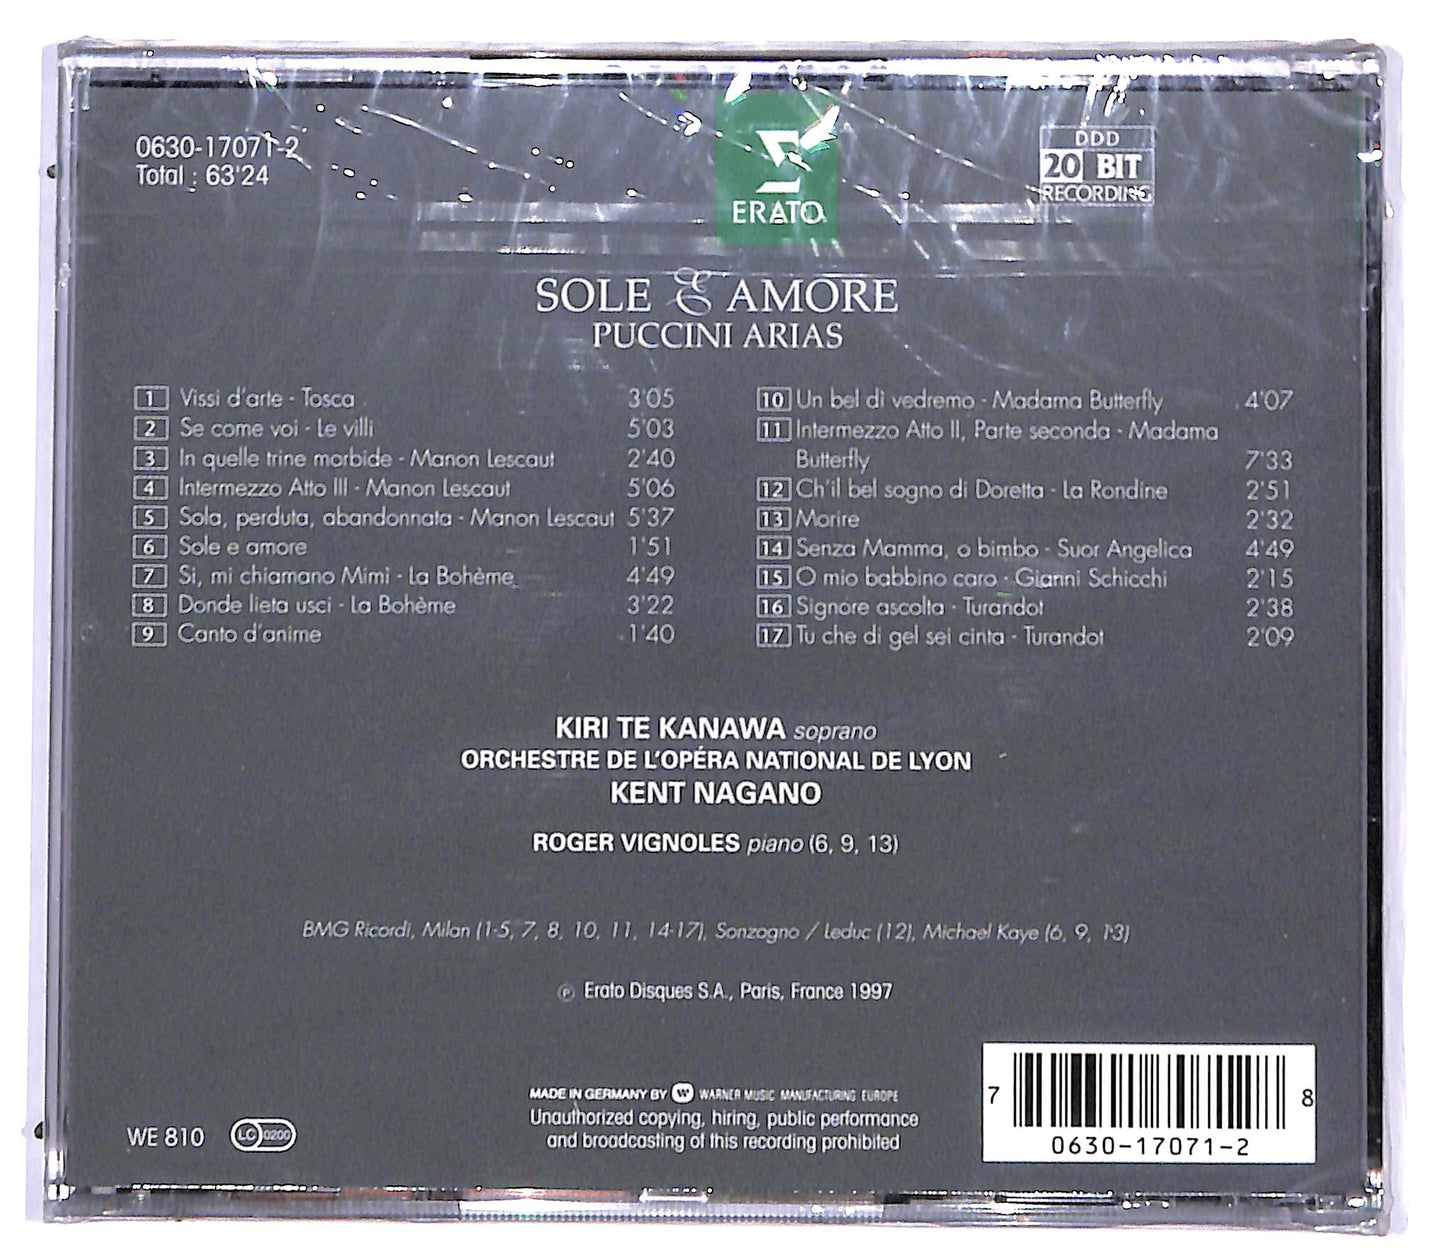 0630-17071-2
Total : 63'24
ERATO
DDD
20 BIT
RECORDING
SOLE & AMORE
PUCCINI ARIAS
1 Vissi d'arte - Tosca 3'05
2 Se come voi - Le villi 5'03
3 In quelle trine morbide - Manon Lescaut 2'40
4 Intermezzo Atto III - Manon Lescaut 5'06
5 Sola, perduta, abandonnata - Manon Lescaut 5'37
6 Sole e amore 1'51
7 Si, mi chiamano Mimì - La Bohème 4'49
8 Donde lieta usci - La Bohème 3'22
9 Canto d'anime 1'40
10 Un bel dì vedremo - Madama Butterfly 4'07
11 Intermezzo Atto II, Parte seconda - Madama
Butterfly 7'33
12 Ch'il bel sogno di Doretta - La Rondine 2'51
13 Morire 2'32
14 Senza Mamma, o bimbo - Suor Angelica 4'49
15 O mio babbino caro - Gianni Schicchi 2'15
16 Signore ascolta - Turandot 2'38
17 Tu che di gel sei cinta - Turandot 2'09
KIRI TE KANAWA soprano
ORCHESTRE DE L'OPÉRA NATIONAL DE LYON
KENT NAGANO
ROGER VIGNOLES piano (6, 9, 13)
BMG Ricordi, Milan (1-5, 7, 8, 10, 11, 14-17), Sonzogno / Leduc (12), Michael Kaye (6, 9, 13)
℗ Erato Disques S.A., Paris, France 1997
MADE IN GERMANY BY W WARNER MUSIC MANUFACTURING EUROPE
Unauthorized copying, hiring, public performance
and broadcasting of this recording prohibited
WE 810 LC 0200
7 8
0630-17071-2